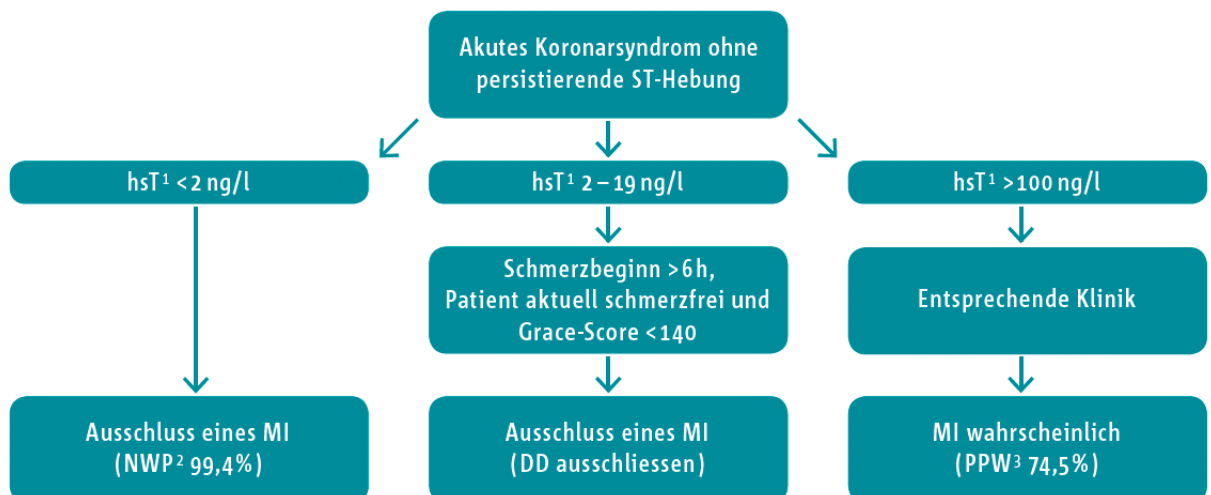 Akutes Koronarsyndrom ohne
persistierende ST-Hebung
hsT¹ <2 ng/l
hsT¹ 2 – 19 ng/l
hsT¹ >100 ng/l
Schmerzbeginn >6 h,
Patient aktuell schmerzfrei und
Grace-Score <140
Entsprechende Klinik
Ausschluss eines MI
(NWP² 99,4%)
Ausschluss eines MI
(DD ausschliessen)
MI wahrscheinlich
(PPW³ 74,5%)